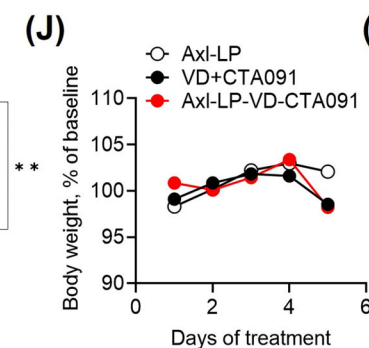 (J)
(
Axl-LP
VD+CTA091
Axl-LP-VD-CTA091
**
Body weight, % of baseline
110
105
100
95
90
0 2 4 6
Days of treatment